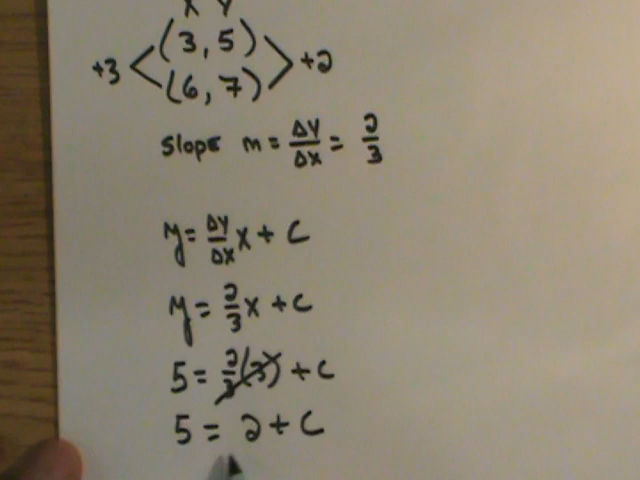 X Y
(3, 5)
+3 < > +2
(6, 7)
slope m = ΔY/ΔX = 2/3
y = ΔY/ΔX x + C
y = 2/3 x + C
5 = 2/3 (3) + C
5 = 2 + C